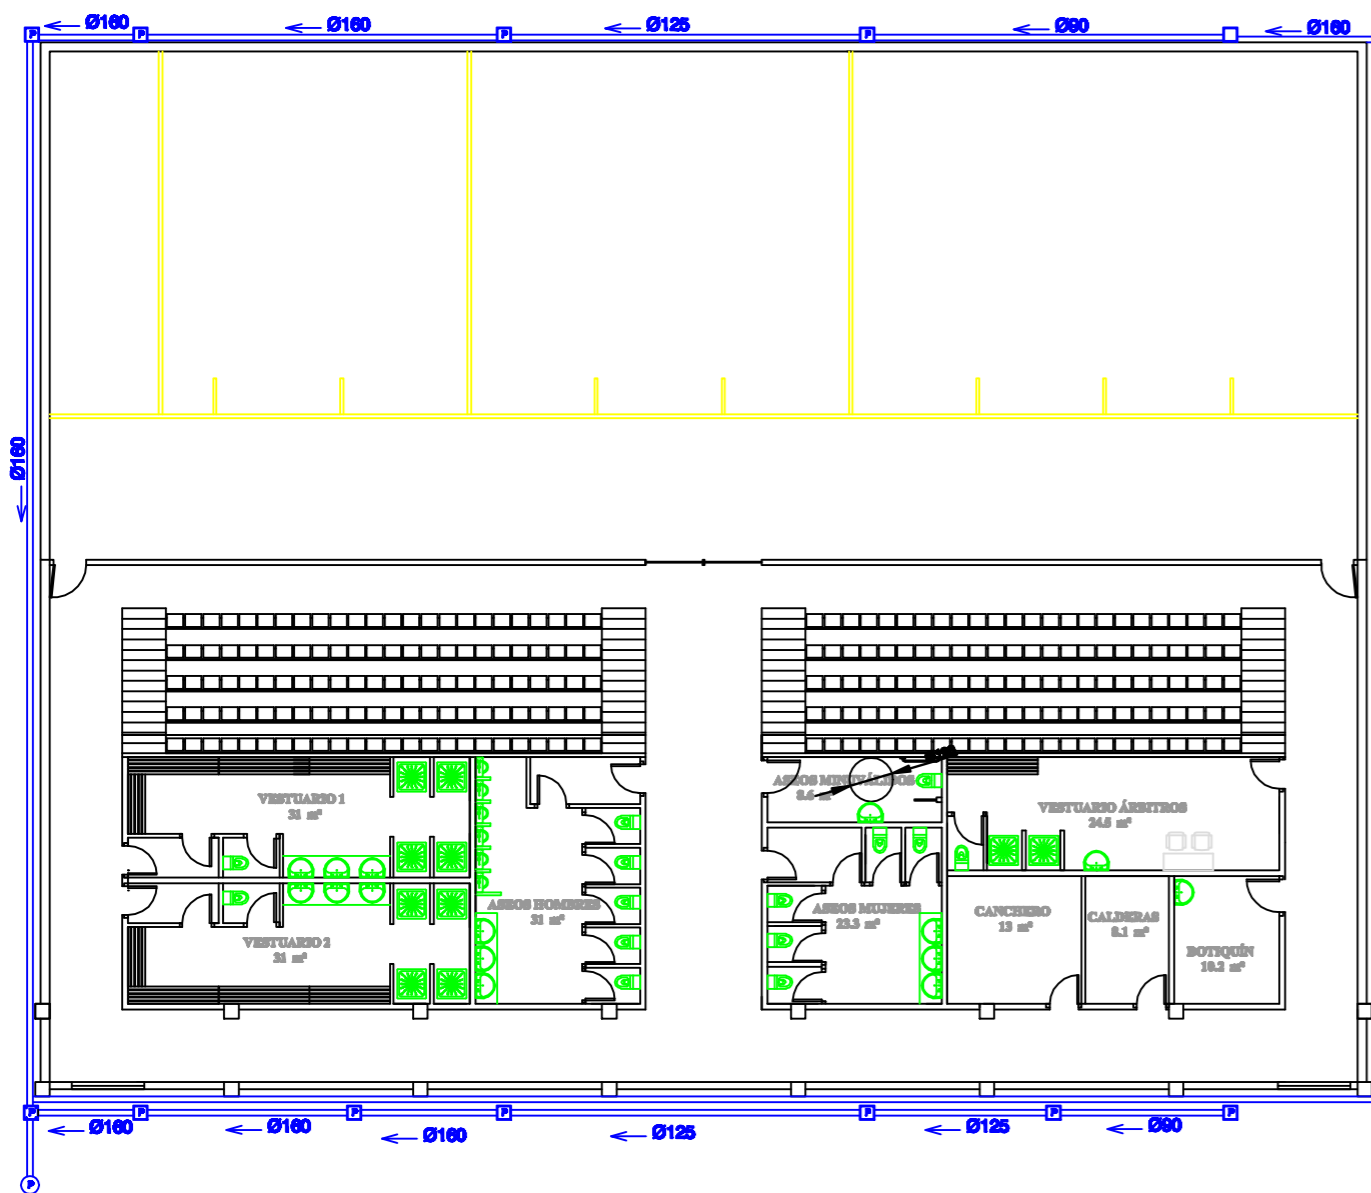 Ø160
Ø160
Ø125
Ø90
Ø160
P
P
P
P
Ø160
VESTUARIO 1
31 m²
ASEOS MINUVÁLIDOS
8.6 m²
VESTUARIO ÁRBITROS
24.5 m²
ASEOS HOMBRES
31 m²
ASEOS MUJERES
23.3 m²
CANCHERO
13 m²
CALDERAS
8.1 m²
VESTUARIO 2
31 m²
BOTIQUÍN
10.2 m²
P
P
P
P
P
P
P
Ø160
Ø160
Ø160
Ø125
Ø125
Ø90
P